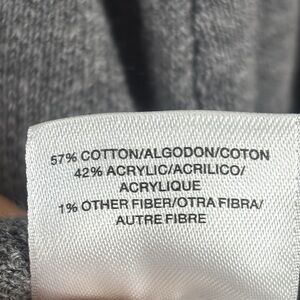 57% COTTON/ALGODON/COTON
42% ACRYLIC/ACRILICO/
ACRYLIQUE
1% OTHER FIBER/OTRA FIBRA/
AUTRE FIBRE